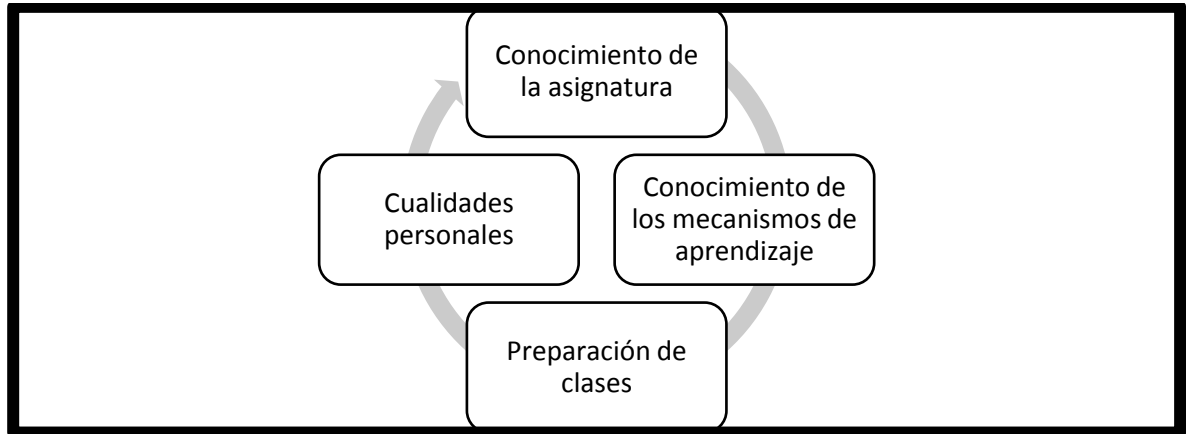 Conocimiento de
la asignatura
Conocimiento de
los mecanismos de
aprendizaje
Preparación de
clases
Cualidades
personales